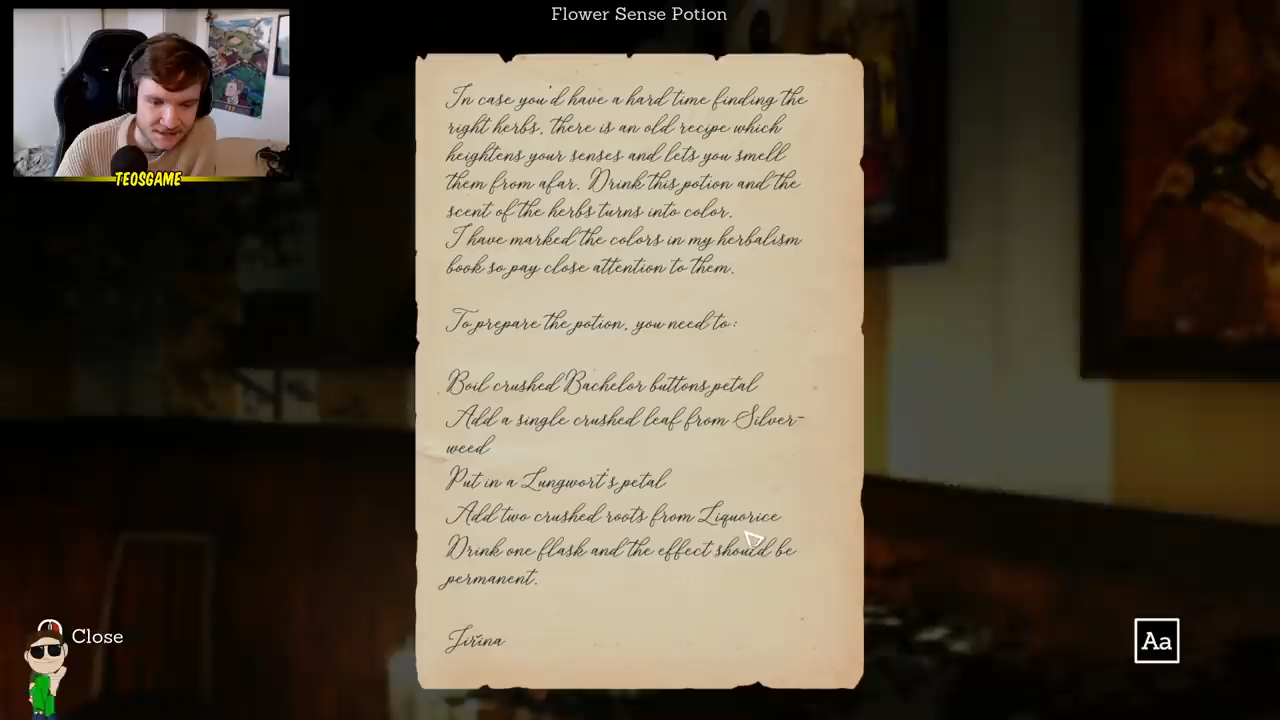 Flower Sense Potion
In case you'd have a hard time finding the
right herbs, there is an old recipe which
heightens your senses and lets you smell
them from afar. Drink this potion and the
scent of the herbs turns into color.
I have marked the colors in my herbalism
book so pay close attention to them.
To prepare the potion, you need to:
Boil crushed Bachelor buttons petal
Add a single crushed leaf from Silver-
weed
Put in a Lungwort's petal
Add two crushed roots from Liquorice
Drink one flask and the effect should be
permanent.
Jiřina
TEOSGAME
Close
Aa